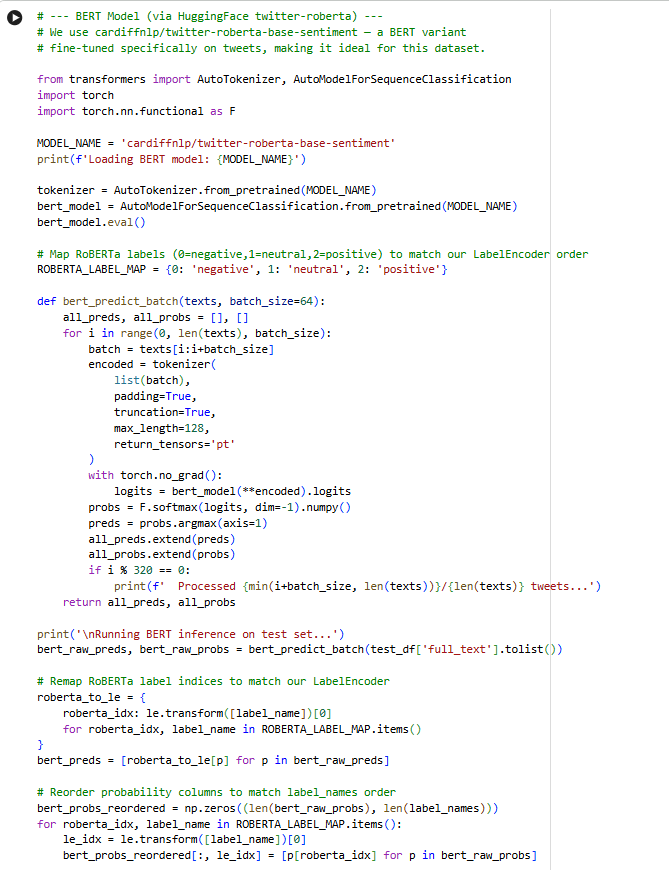 # --- BERT Model (via HuggingFace twitter-roberta) ---
# We use cardiffnlp/twitter-roberta-base-sentiment — a BERT variant
# fine-tuned specifically on tweets, making it ideal for this dataset.

from transformers import AutoTokenizer, AutoModelForSequenceClassification
import torch
import torch.nn.functional as F

MODEL_NAME = 'cardiffnlp/twitter-roberta-base-sentiment'
print(f'Loading BERT model: {MODEL_NAME}')

tokenizer = AutoTokenizer.from_pretrained(MODEL_NAME)
bert_model = AutoModelForSequenceClassification.from_pretrained(MODEL_NAME)
bert_model.eval()

# Map RoBERTa labels (0=negative,1=neutral,2=positive) to match our LabelEncoder order
ROBERTA_LABEL_MAP = {0: 'negative', 1: 'neutral', 2: 'positive'}

def bert_predict_batch(texts, batch_size=64):
    all_preds, all_probs = [], []
    for i in range(0, len(texts), batch_size):
        batch = texts[i:i+batch_size]
        encoded = tokenizer(
            list(batch),
            padding=True,
            truncation=True,
            max_length=128,
            return_tensors='pt'
        )
        with torch.no_grad():
            logits = bert_model(**encoded).logits
        probs = F.softmax(logits, dim=-1).numpy()
        preds = probs.argmax(axis=1)
        all_preds.extend(preds)
        all_probs.extend(probs)
        if i % 320 == 0:
            print(f'  Processed {min(i+batch_size, len(texts))}/{len(texts)} tweets...')
    return all_preds, all_probs

print('\nRunning BERT inference on test set...')
bert_raw_preds, bert_raw_probs = bert_predict_batch(test_df['full_text'].tolist())

# Remap RoBERTa label indices to match our LabelEncoder
roberta_to_le = {
    roberta_idx: le.transform([label_name])[0]
    for roberta_idx, label_name in ROBERTA_LABEL_MAP.items()
}
bert_preds = [roberta_to_le[p] for p in bert_raw_preds]

# Reorder probability columns to match label_names order
bert_probs_reordered = np.zeros((len(bert_raw_probs), len(label_names)))
for roberta_idx, label_name in ROBERTA_LABEL_MAP.items():
    le_idx = le.transform([label_name])[0]
    bert_probs_reordered[:, le_idx] = [p[roberta_idx] for p in bert_raw_probs]